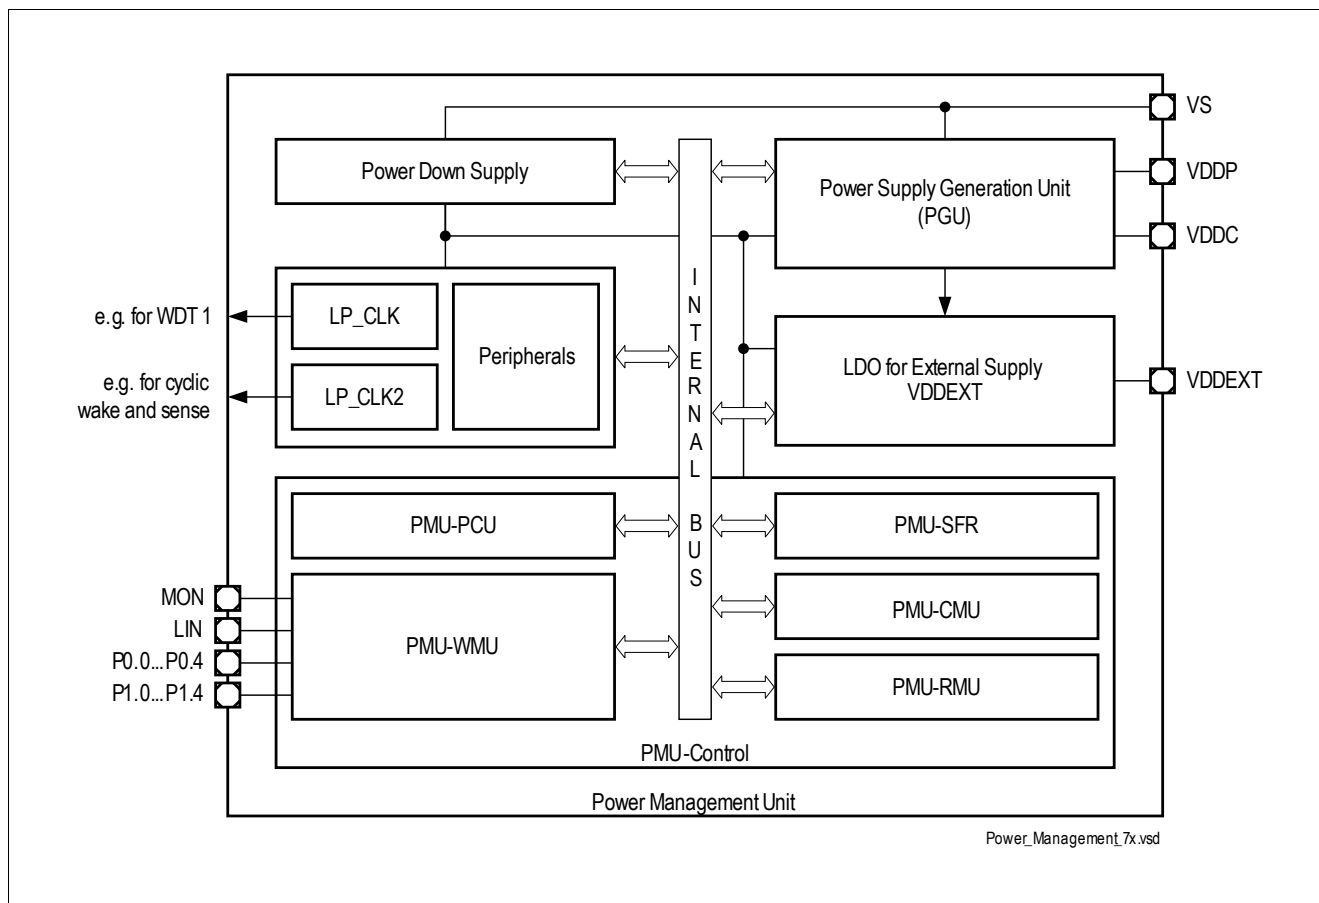 VS
Power Down Supply
Power Supply Generation Unit
(PGU)
VDDP
VDDC
INTERNAL BUS
LP_CLK
Peripherals
LP_CLK2
e.g. for WDT 1
e.g. for cyclic
wake and sense
LDO for External Supply
VDDEXT
VDDEXT
PMU-PCU
PMU-SFR
MON
LIN
P0.0...P0.4
P1.0...P1.4
PMU-WMU
PMU-CMU
PMU-RMU
PMU-Control
Power Management Unit
Power_Management_7x.vsd